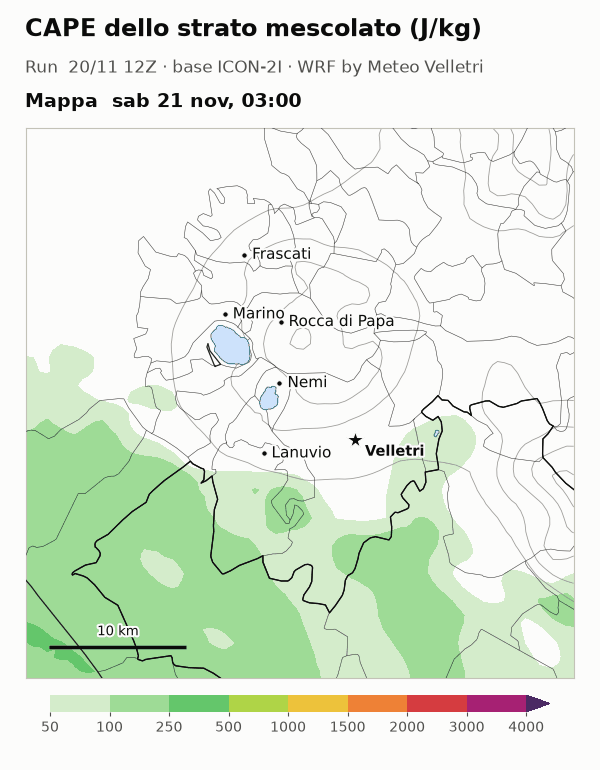 CAPE dello strato mescolato (J/kg)
Run  20/11 12Z · base ICON-2I · WRF by Meteo Velletri
Mappa  sab 21 nov, 03:00
Frascati
Marino
Rocca di Papa
Nemi
Velletri
Lanuvio
10 km
50 100 250 500 1000 1500 2000 3000 4000